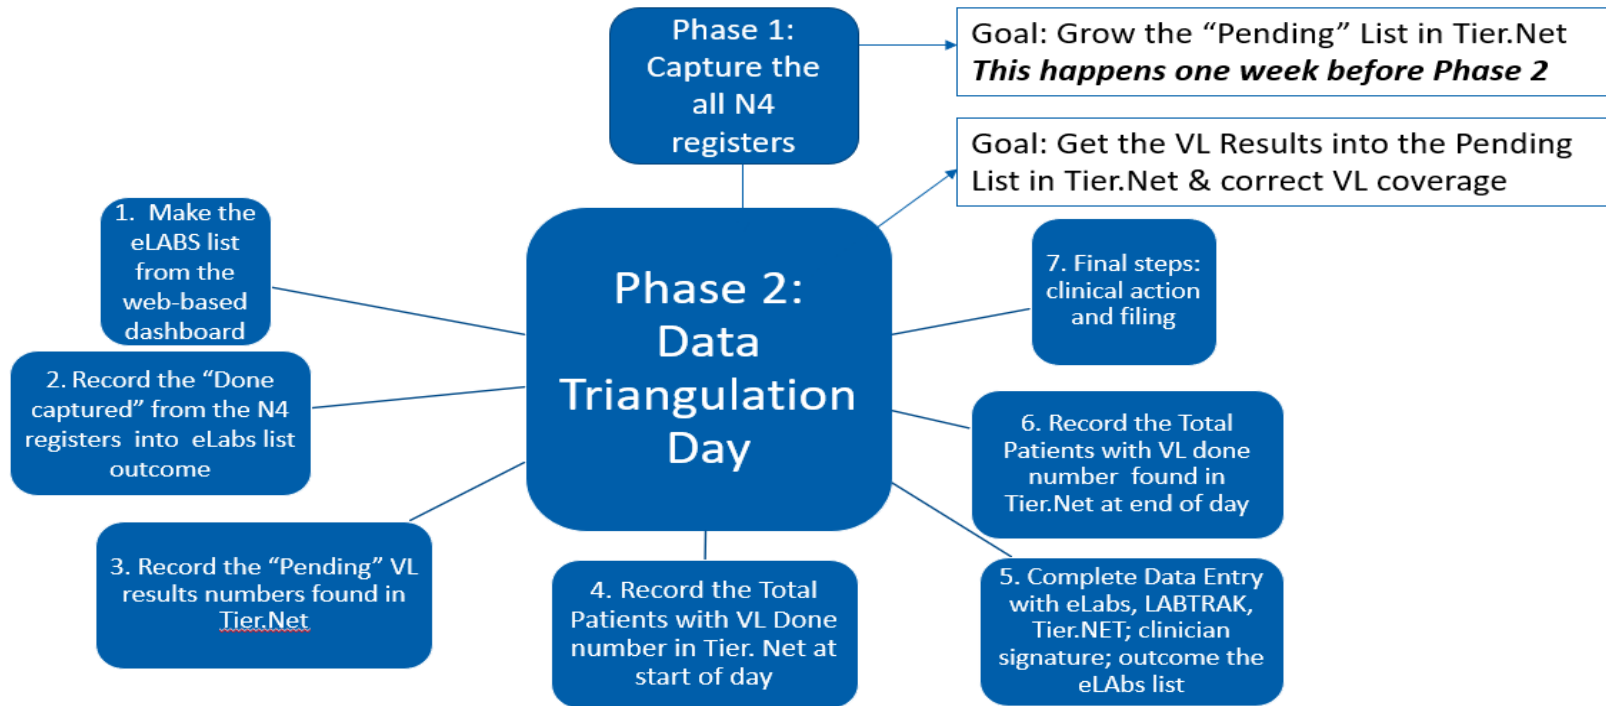 Phase 1:
Capture the
all N4
registers
Goal: Grow the “Pending” List in Tier.Net
This happens one week before Phase 2
Goal: Get the VL Results into the Pending
List in Tier.Net & correct VL coverage
Phase 2:
Data
Triangulation
Day
1. Make the
eLABS list
from the
web-based
dashboard
2. Record the “Done
captured” from the N4
registers into eLabs list
outcome
3. Record the “Pending” VL
results numbers found in
Tier.Net
4. Record the Total
Patients with VL Done
number in Tier. Net at
start of day
5. Complete Data Entry
with eLabs, LABTRAK,
Tier.NET; clinician
signature; outcome the
eLAbs list
6. Record the Total
Patients with VL done
number found in
Tier.Net at end of day
7. Final steps:
clinical action
and filing